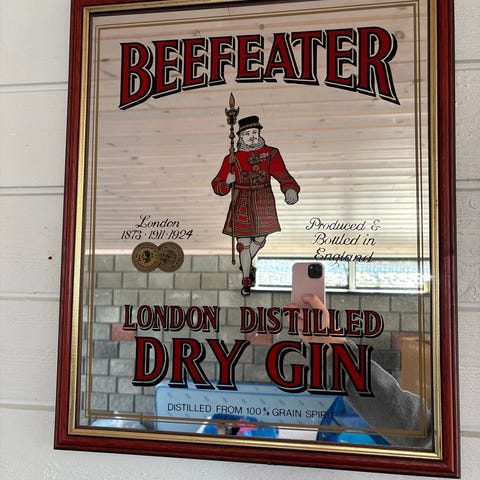 BEEFEATER
London
1873·1911·1924
Produced &
Bottled in
England
LONDON DISTILLED
DRY GIN
DISTILLED FROM 100% GRAIN SPIRIT